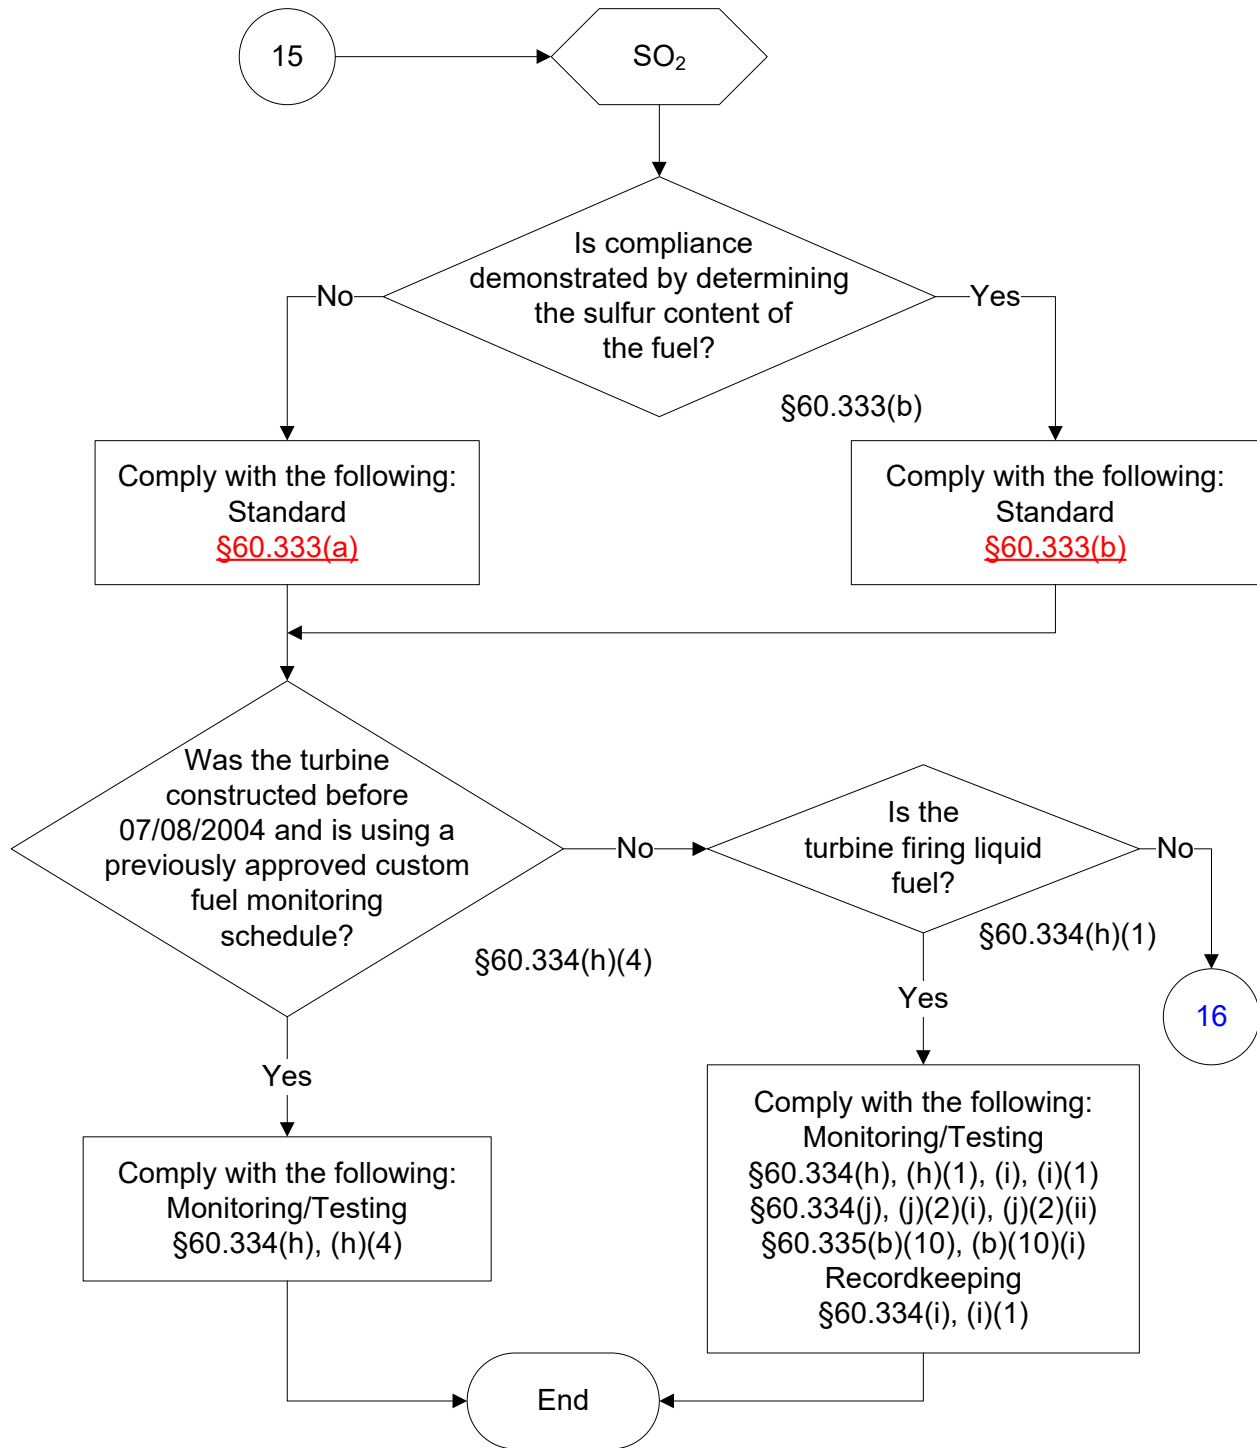 15
SO₂
Is compliance
demonstrated by determining
the sulfur content of
the fuel?
No
Yes
§60.333(b)
Comply with the following:
Standard
§60.333(a)
Comply with the following:
Standard
§60.333(b)
Was the turbine
constructed before
07/08/2004 and is using a
previously approved custom
fuel monitoring
schedule?
No
§60.334(h)(4)
Is the
turbine firing liquid
fuel?
No
§60.334(h)(1)
16
Yes
Yes
Comply with the following:
Monitoring/Testing
§60.334(h), (h)(4)
Comply with the following:
Monitoring/Testing
§60.334(h), (h)(1), (i), (i)(1)
§60.334(j), (j)(2)(i), (j)(2)(ii)
§60.335(b)(10), (b)(10)(i)
Recordkeeping
§60.334(i), (i)(1)
End